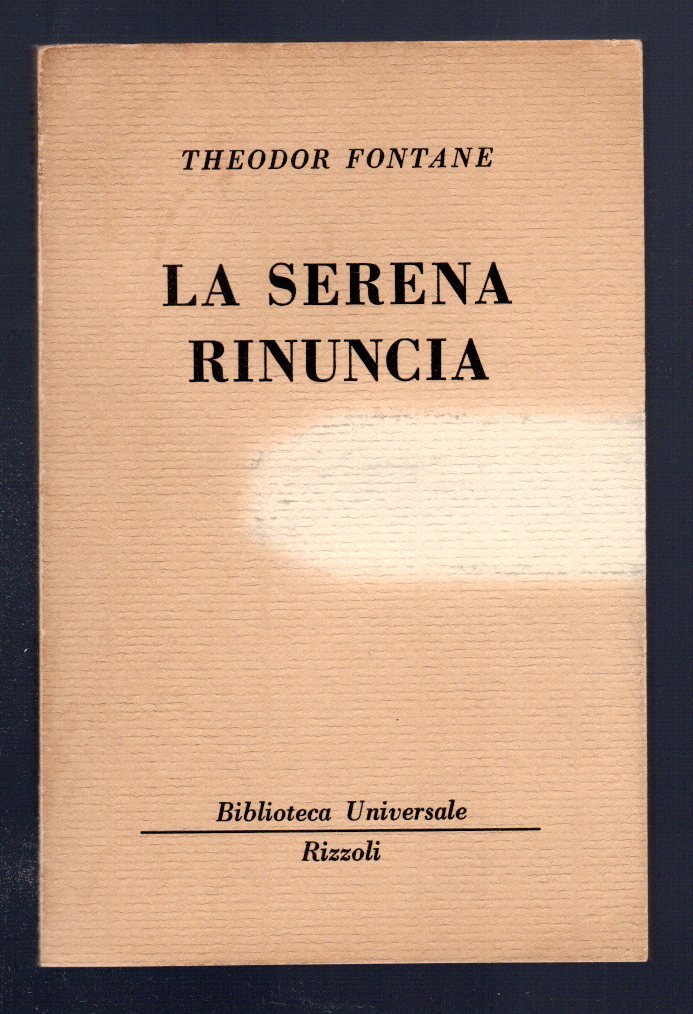 THEODOR FONTANE
LA SERENA
RINUNCIA
Biblioteca Universale
Rizzoli